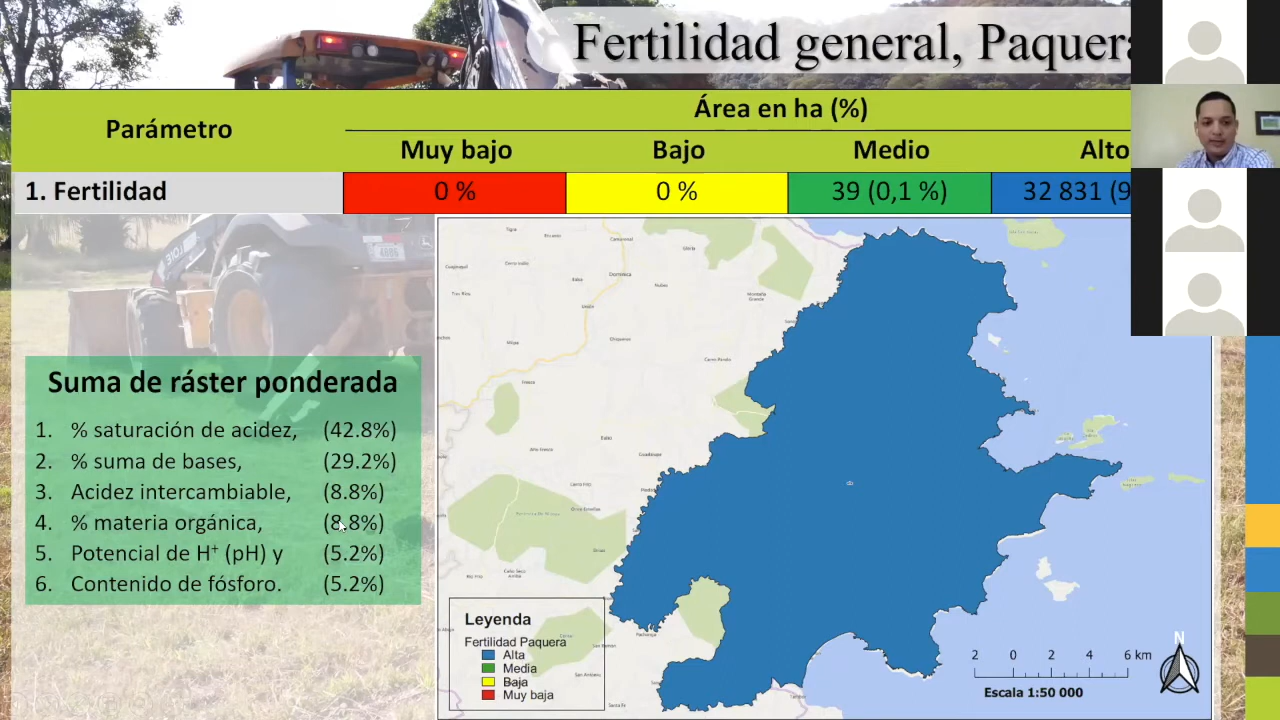 Fertilidad general, Paquera
Parámetro
Área en ha (%)
Muy bajo
Bajo
Medio
Alto
1. Fertilidad
0 %
0 %
39 (0,1 %)
32 831 (9
Suma de ráster ponderada
1. % saturación de acidez, (42.8%)
2. % suma de bases, (29.2%)
3. Acidez intercambiable, (8.8%)
4. % materia orgánica, (8.8%)
5. Potencial de H⁺ (pH) y (5.2%)
6. Contenido de fósforo. (5.2%)
Leyenda
Fertilidad Paquera
Alta
Media
Baja
Muy baja
N
2 0 2 4 6 km
Escala 1:50 000